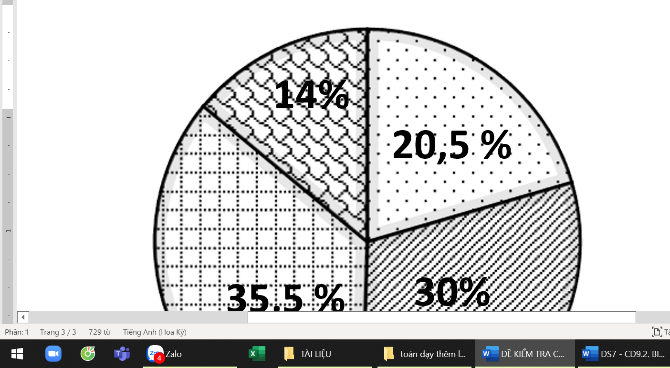 14%
20,5 %
35.5 %
30%
Phần: 1 Trang 3 / 3 729 từ Tiếng Anh (Hoa Kỳ)
Zalo 4 TÀI LIỆU toán dạy thêm l... ĐỀ KIỂM TRA C... DS7 - CD9.2. BI...